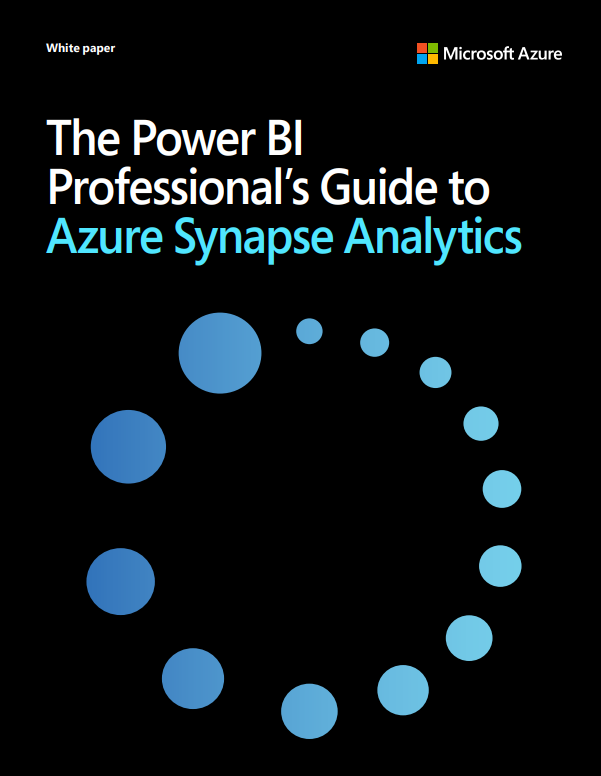 White paper
Microsoft Azure
The Power BI
Professional’s Guide to
Azure Synapse Analytics